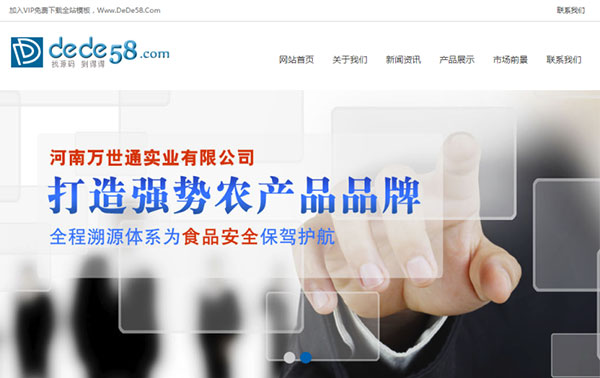 加入VIP免费下载全站模板，Www.DeDe58.Com
联系我们
dede58.com
找源码 到谍谍
网站首页 关于我们 新闻资讯 产品展示 市场前景 联系我们
河南万世通实业有限公司
打造强势农产品品牌
全程溯源体系为食品安全保驾护航